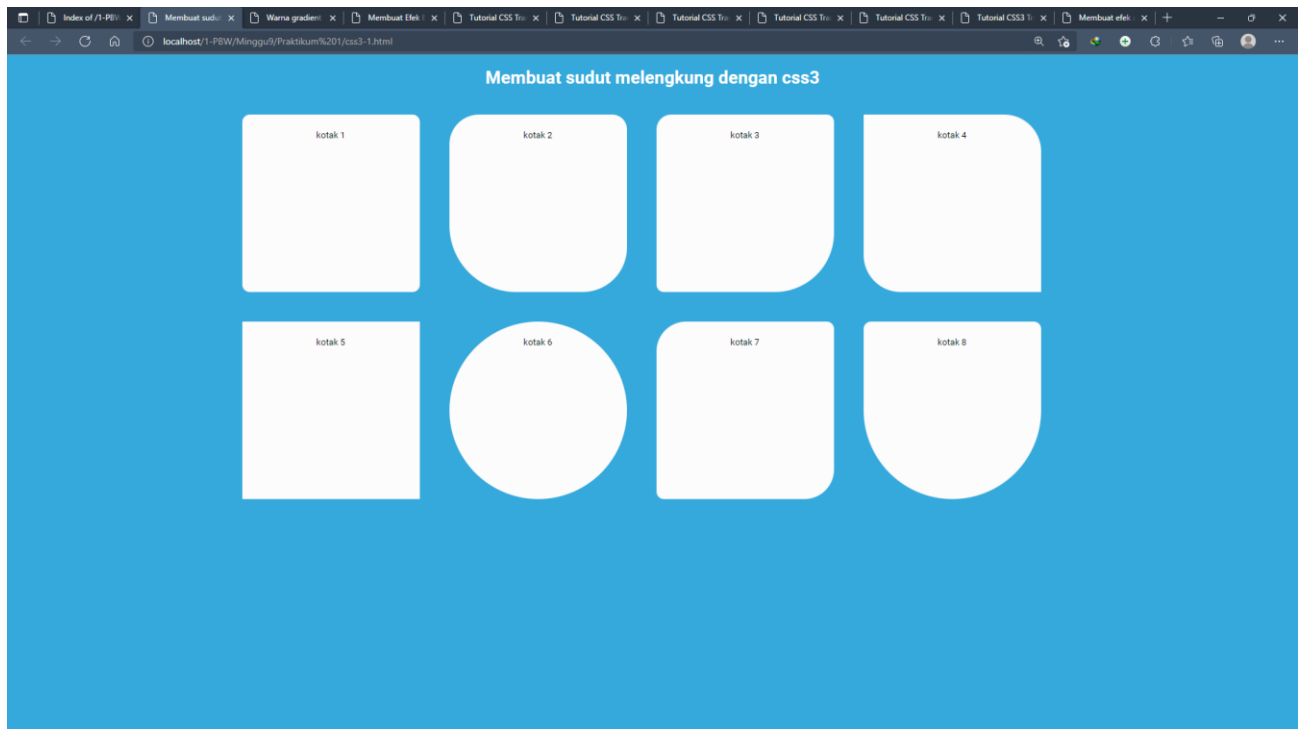 Index of /1-PBW
Membuat sudut
Warna gradient
Membuat Efek
Tutorial CSS Tra
Tutorial CSS Tra
Tutorial CSS Tra
Tutorial CSS Tra
Tutorial CSS Tra
Tutorial CSS3 Tr
Membuat efek
localhost/1-PBW/Minggu9/Praktikum%201/css3-1.html
Membuat sudut melengkung dengan css3
kotak 1
kotak 2
kotak 3
kotak 4
kotak 5
kotak 6
kotak 7
kotak 8